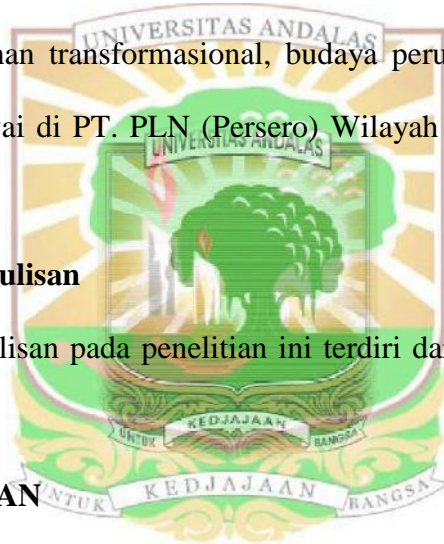 UNIVERSITAS ANDALAS
nan transformasional, budaya peru
ai di PT. PLN (Persero) Wilayah
UNIVERSITAS ANDALAS
ulisan
lisan pada penelitian ini terdiri da
KEDJAJAAN
UNTUK BANGSA
AN
UNTUK KEDJAJAAN BANGSA